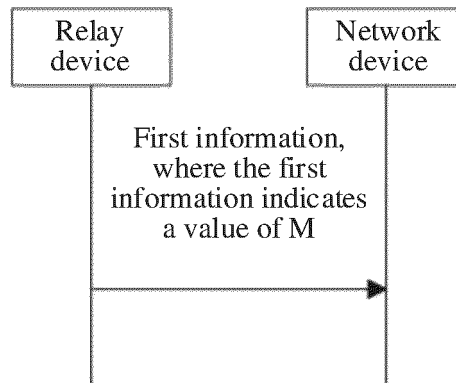 Relay
device
Network
device
First information,
where the first
information indicates
a value of M